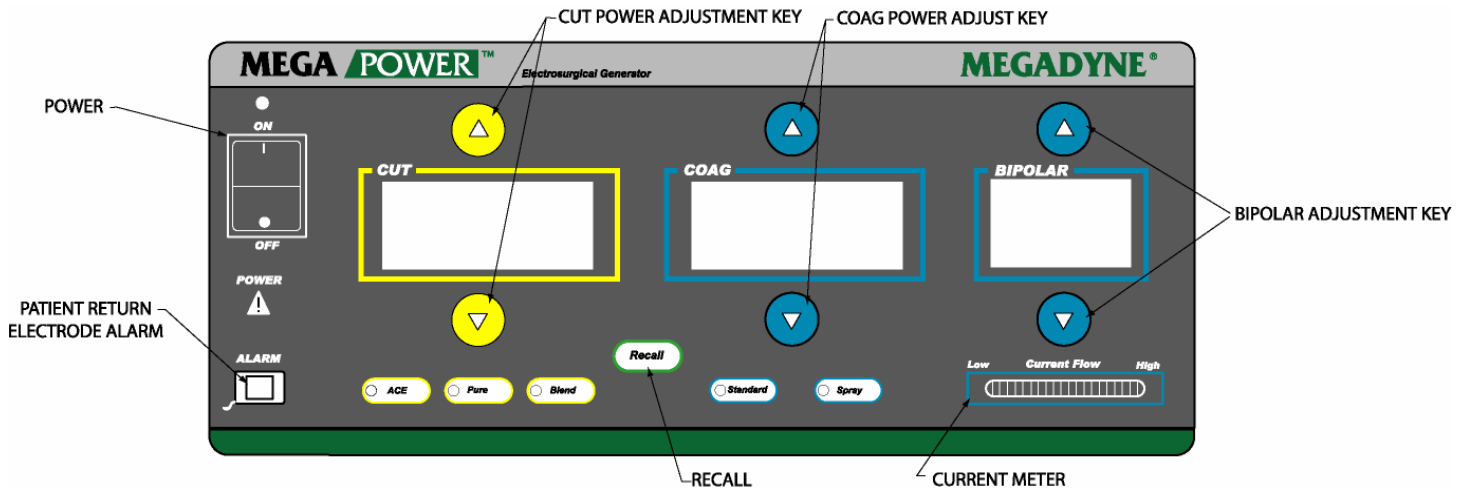 CUT POWER ADJUSTMENT KEY
COAG POWER ADJUST KEY
MEGA POWER™
Electrosurgical Generator
MEGADYNE®
POWER
ON
CUT
COAG
BIPOLAR
BIPOLAR ADJUSTMENT KEY
OFF
POWER
PATIENT RETURN
ELECTRODE ALARM
ALARM
Recall
Low
Current Flow
High
ACE
Pure
Blend
Standard
Spray
RECALL
CURRENT METER